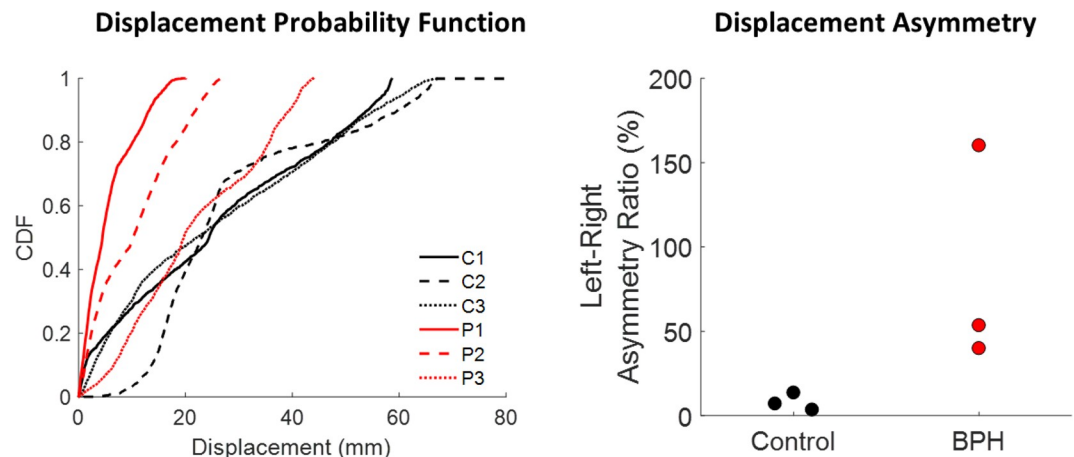 Displacement Probability Function
1
0.8
0.6
0.4
0.2
0
CDF
0 20 40 60 80
Displacement (mm)
C1
C2
C3
P1
P2
P3
Displacement Asymmetry
200
150
100
50
0
Left-Right
Asymmetry Ratio (%)
Control BPH